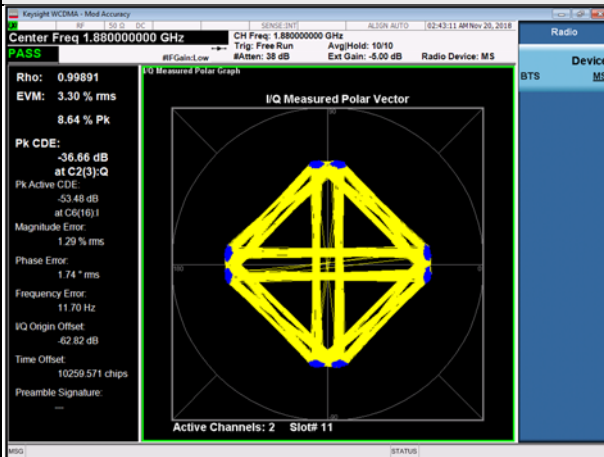 Keysight WCDMA - Mod Accuracy
RF 50 Ω DC SENSE:INT ALIGN AUTO 02:43:11 AM Nov 20, 2018
Center Freq 1.880000000 GHz
CH Freq: 1.880000000 GHz
Trig: Free Run Avg|Hold: 10/10
#IFGain:Low #Atten: 38 dB Ext Gain: -5.00 dB Radio Device: MS
PASS
Radio
Device
BTS MS
Rho: 0.99891
EVM: 3.30 % rms
8.64 % Pk
Pk CDE:
-36.66 dB
at C2(3):Q
Pk Active CDE:
-53.48 dB
at C6(16):I
Magnitude Error:
1.29 % rms
Phase Error:
1.74 ° rms
Frequency Error:
11.70 Hz
I/Q Origin Offset:
-62.82 dB
Time Offset:
10259.571 chips
Preamble Signature:
---
I/Q Measured Polar Graph
I/Q Measured Polar Vector
90
180
0
-90
Active Channels: 2 Slot# 11
MSG STATUS